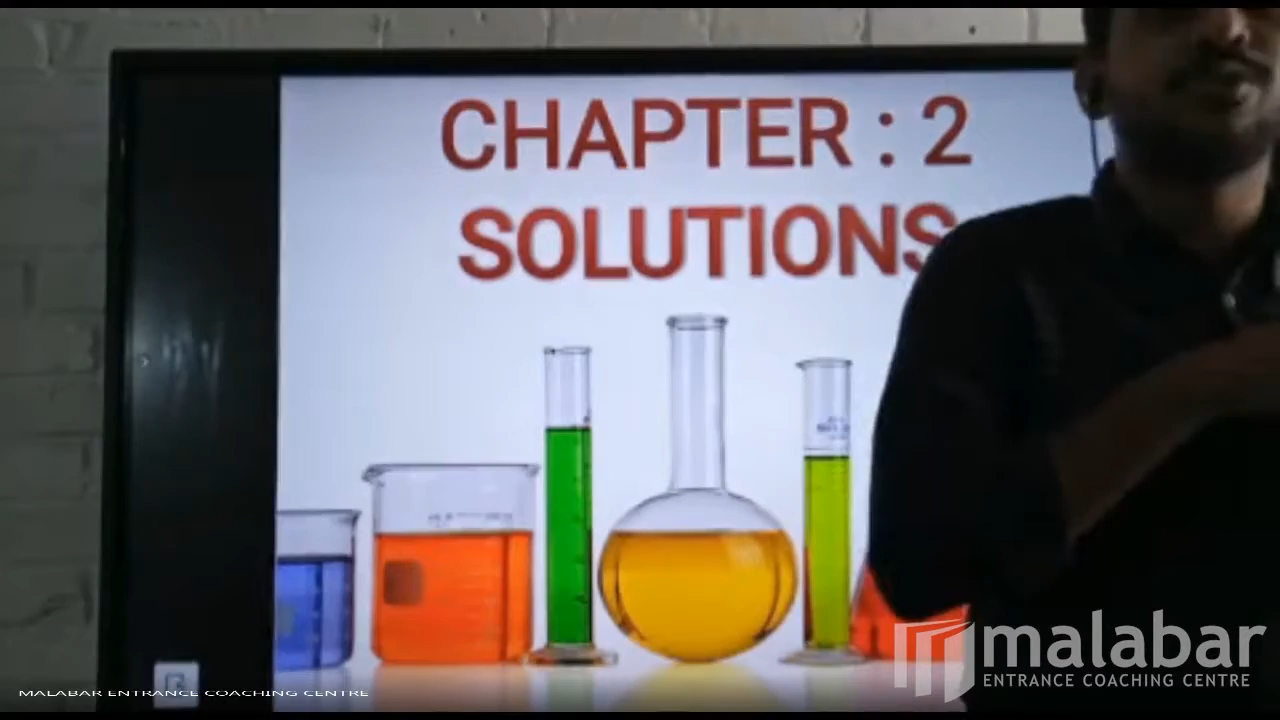 CHAPTER : 2
SOLUTIONS
malabar
ENTRANCE COACHING CENTRE
MALABAR ENTRANCE COACHING CENTRE